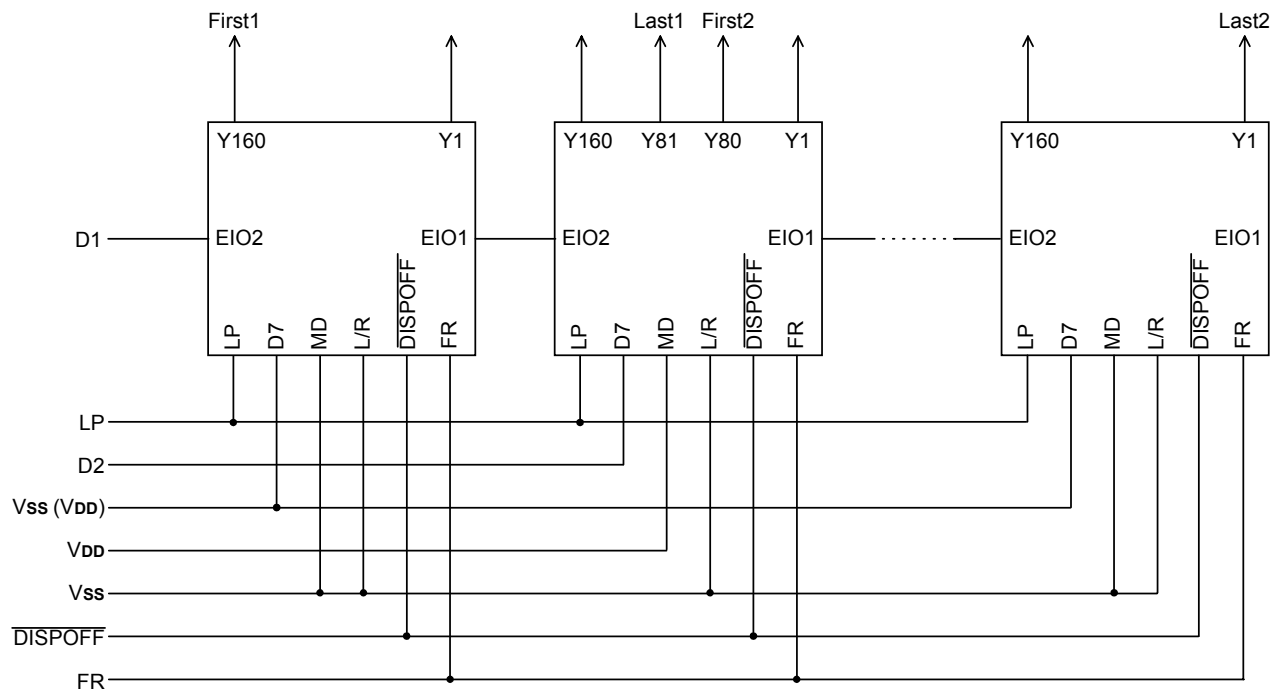 First1 Last1 First2 Last2
Y160 Y1 Y160 Y81 Y80 Y1 Y160 Y1
D1 EIO2 EIO1 EIO2 EIO1 EIO2 EIO1
LP D7 MD L/R DISPOFF FR LP D7 MD L/R DISPOFF FR LP D7 MD L/R DISPOFF FR
LP
D2
VSS (VDD)
VDD
VSS
DISPOFF
FR